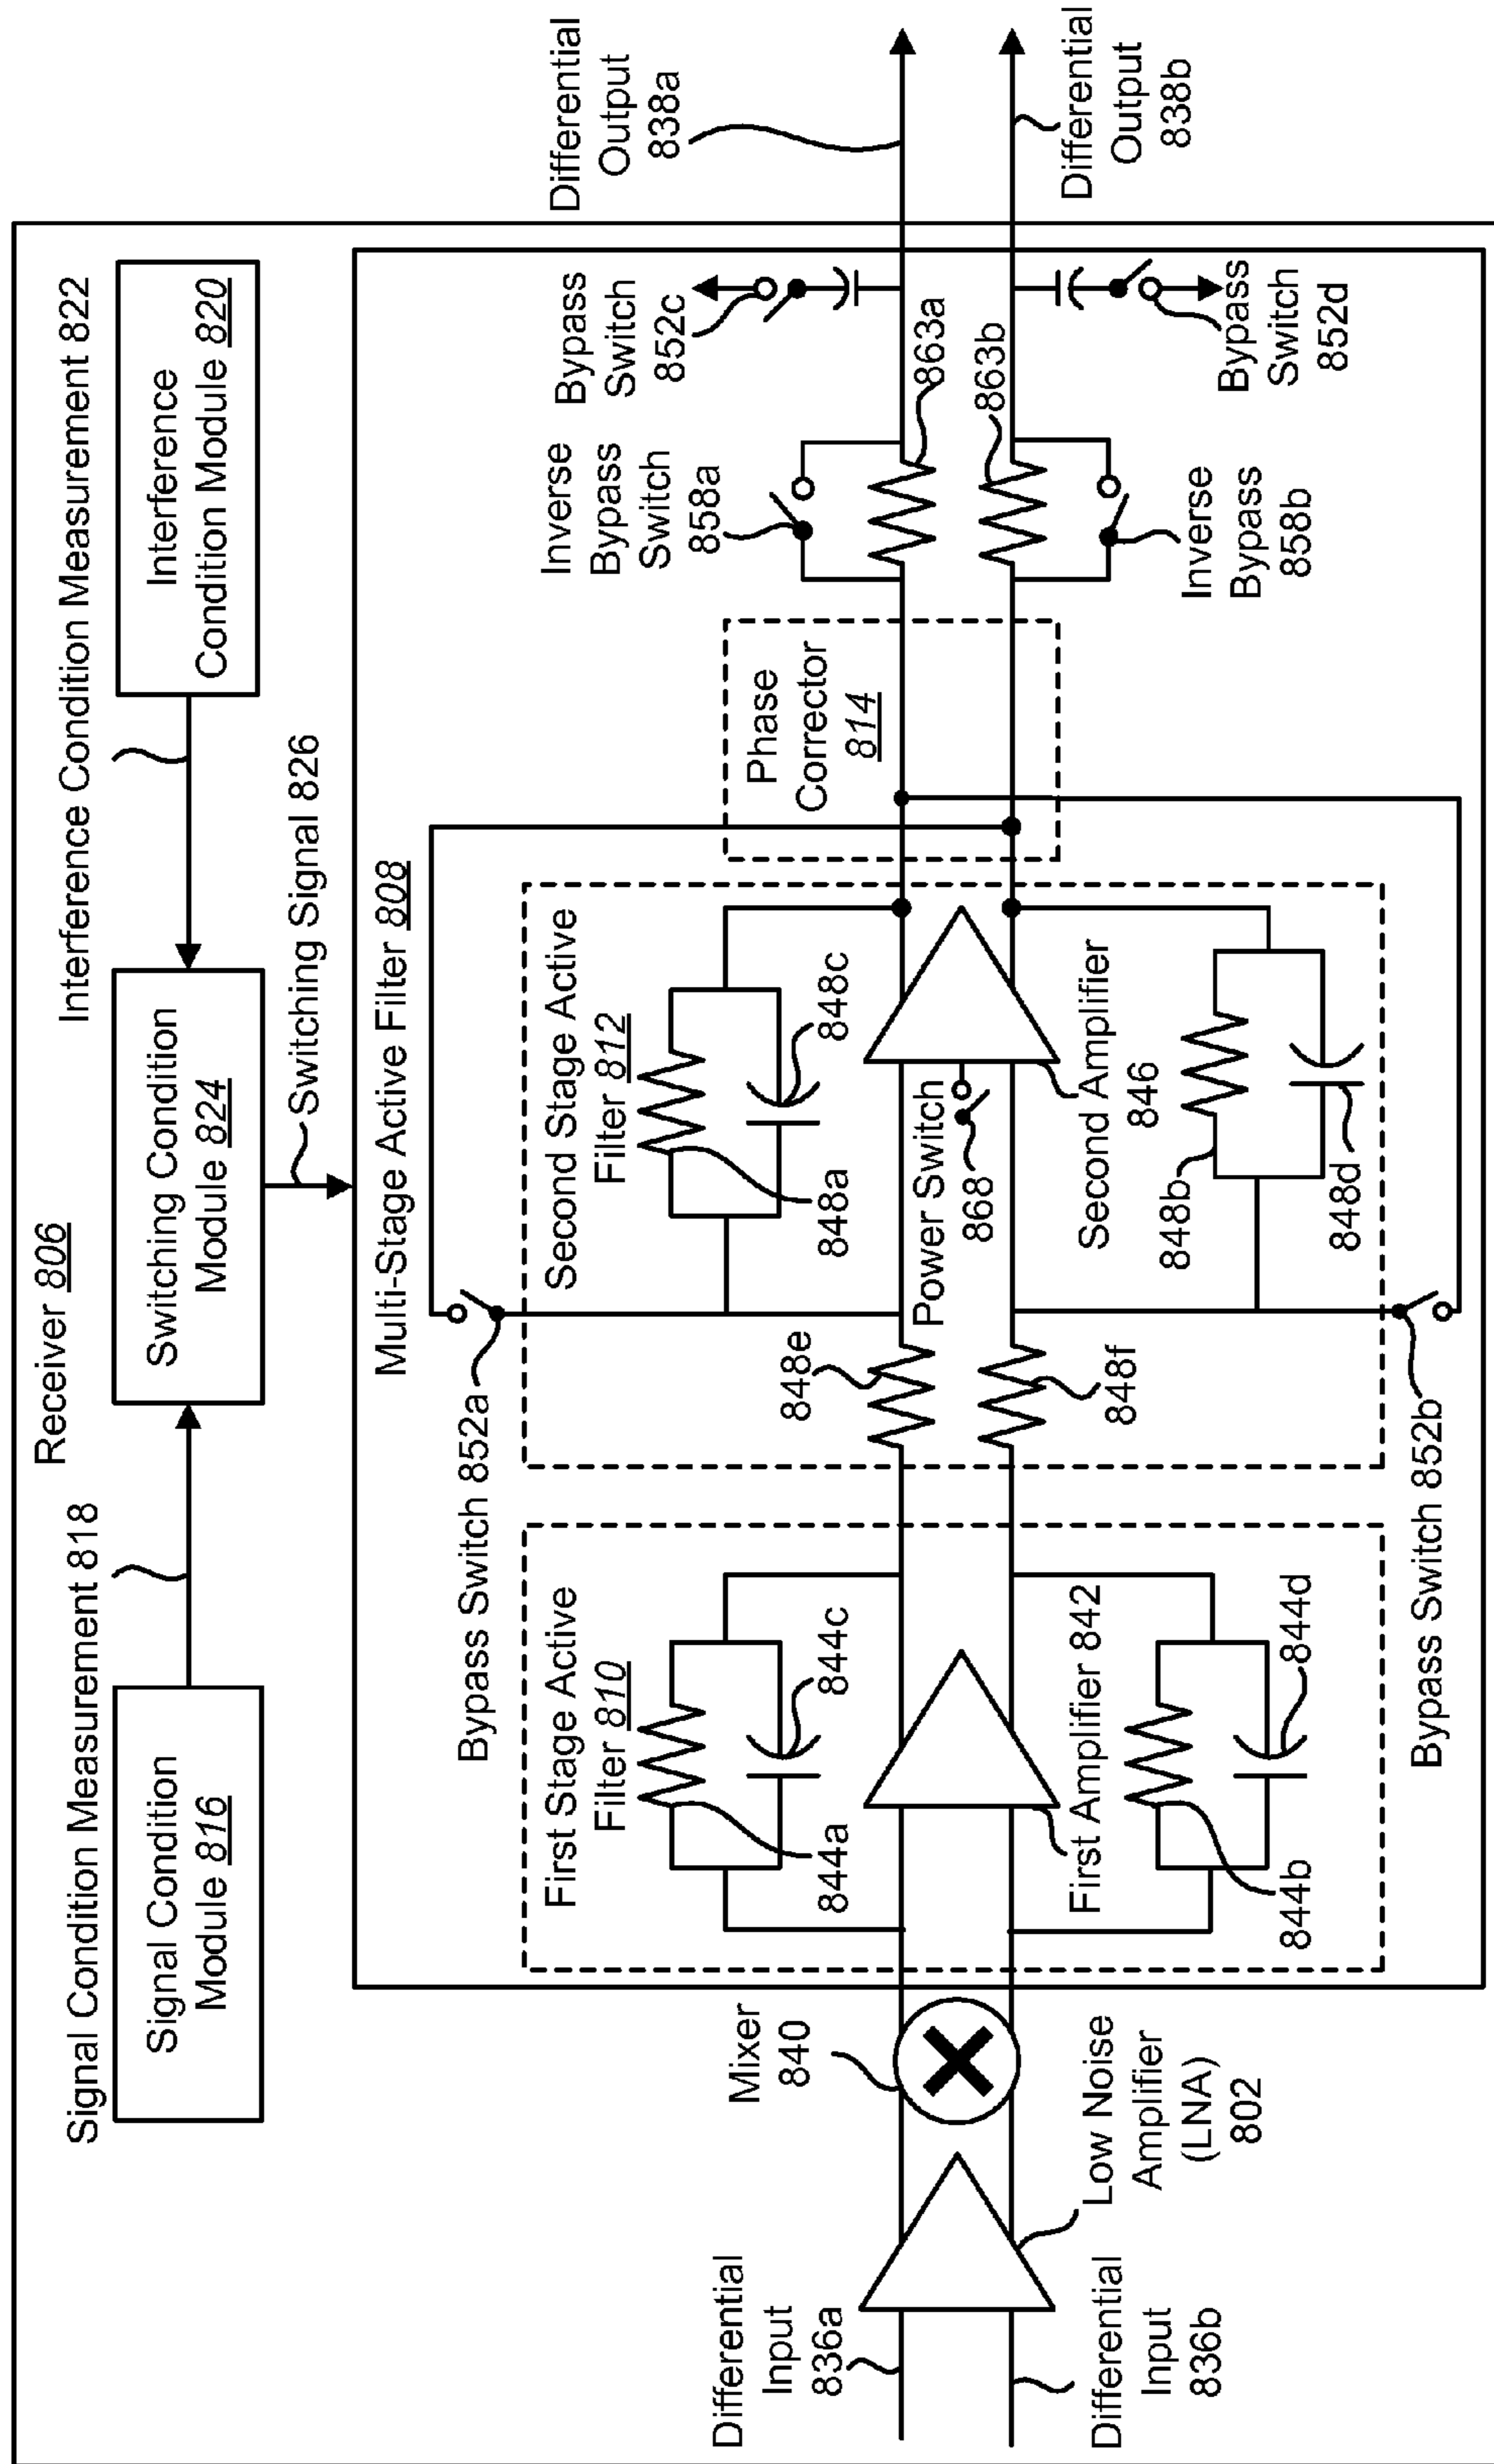 Receiver 806
Signal Condition Measurement 818
Signal Condition
Module 816
Switching Condition
Module 824
Switching Signal 826
Interference Condition Measurement 822
Interference
Condition Module 820
Multi-Stage Active Filter 808
Differential
Input
836a
Differential
Input
836b
Low Noise
Amplifier
(LNA)
802
Mixer
840
First Stage Active
Filter 810
844a
844c
First Amplifier 842
844b
844d
Bypass Switch 852a
Bypass Switch 852b
Second Stage Active
Filter 812
848a
848c
848e
848f
Power Switch
868
Second Amplifier
846
848b
848d
Phase
Corrector
814
Inverse
Bypass
Switch
858a
Inverse
Bypass
858b
863a
863b
Bypass
Switch
852c
Bypass
Switch
852d
Differential
Output
838a
Differential
Output
838b